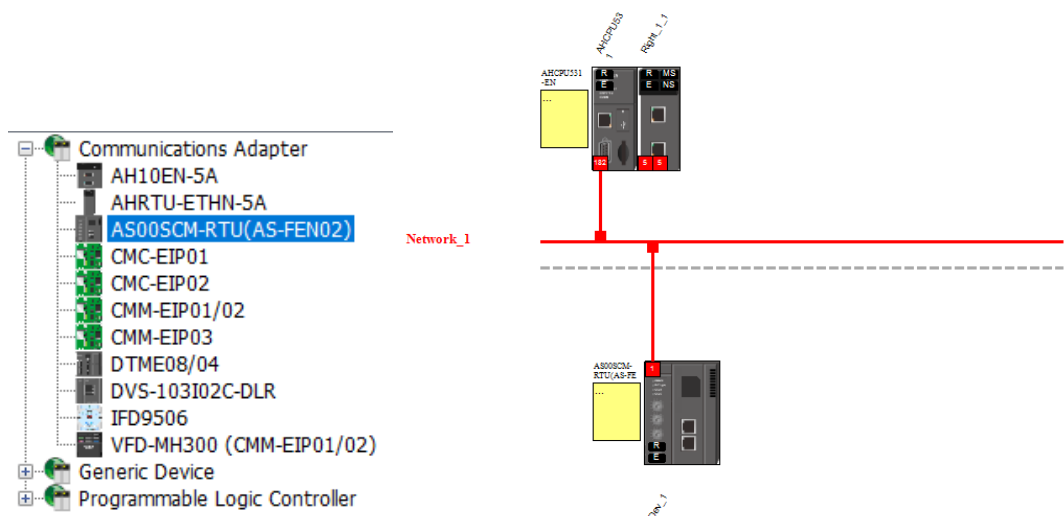 Communications Adapter
AH10EN-5A
AHRTU-ETHN-5A
AS00SCM-RTU(AS-FEN02)
CMC-EIP01
CMC-EIP02
CMM-EIP01/02
CMM-EIP03
DTME08/04
DVS-103I02C-DLR
IFD9506
VFD-MH300 (CMM-EIP01/02)
Generic Device
Programmable Logic Controller
AHCPU53
1
Right_1_1
AHCPU531
-EN
...
R
E
R MS
E NS
182
5 5
Network_1
AS00SCM-
RTU(AS-FE
...
1
R
E